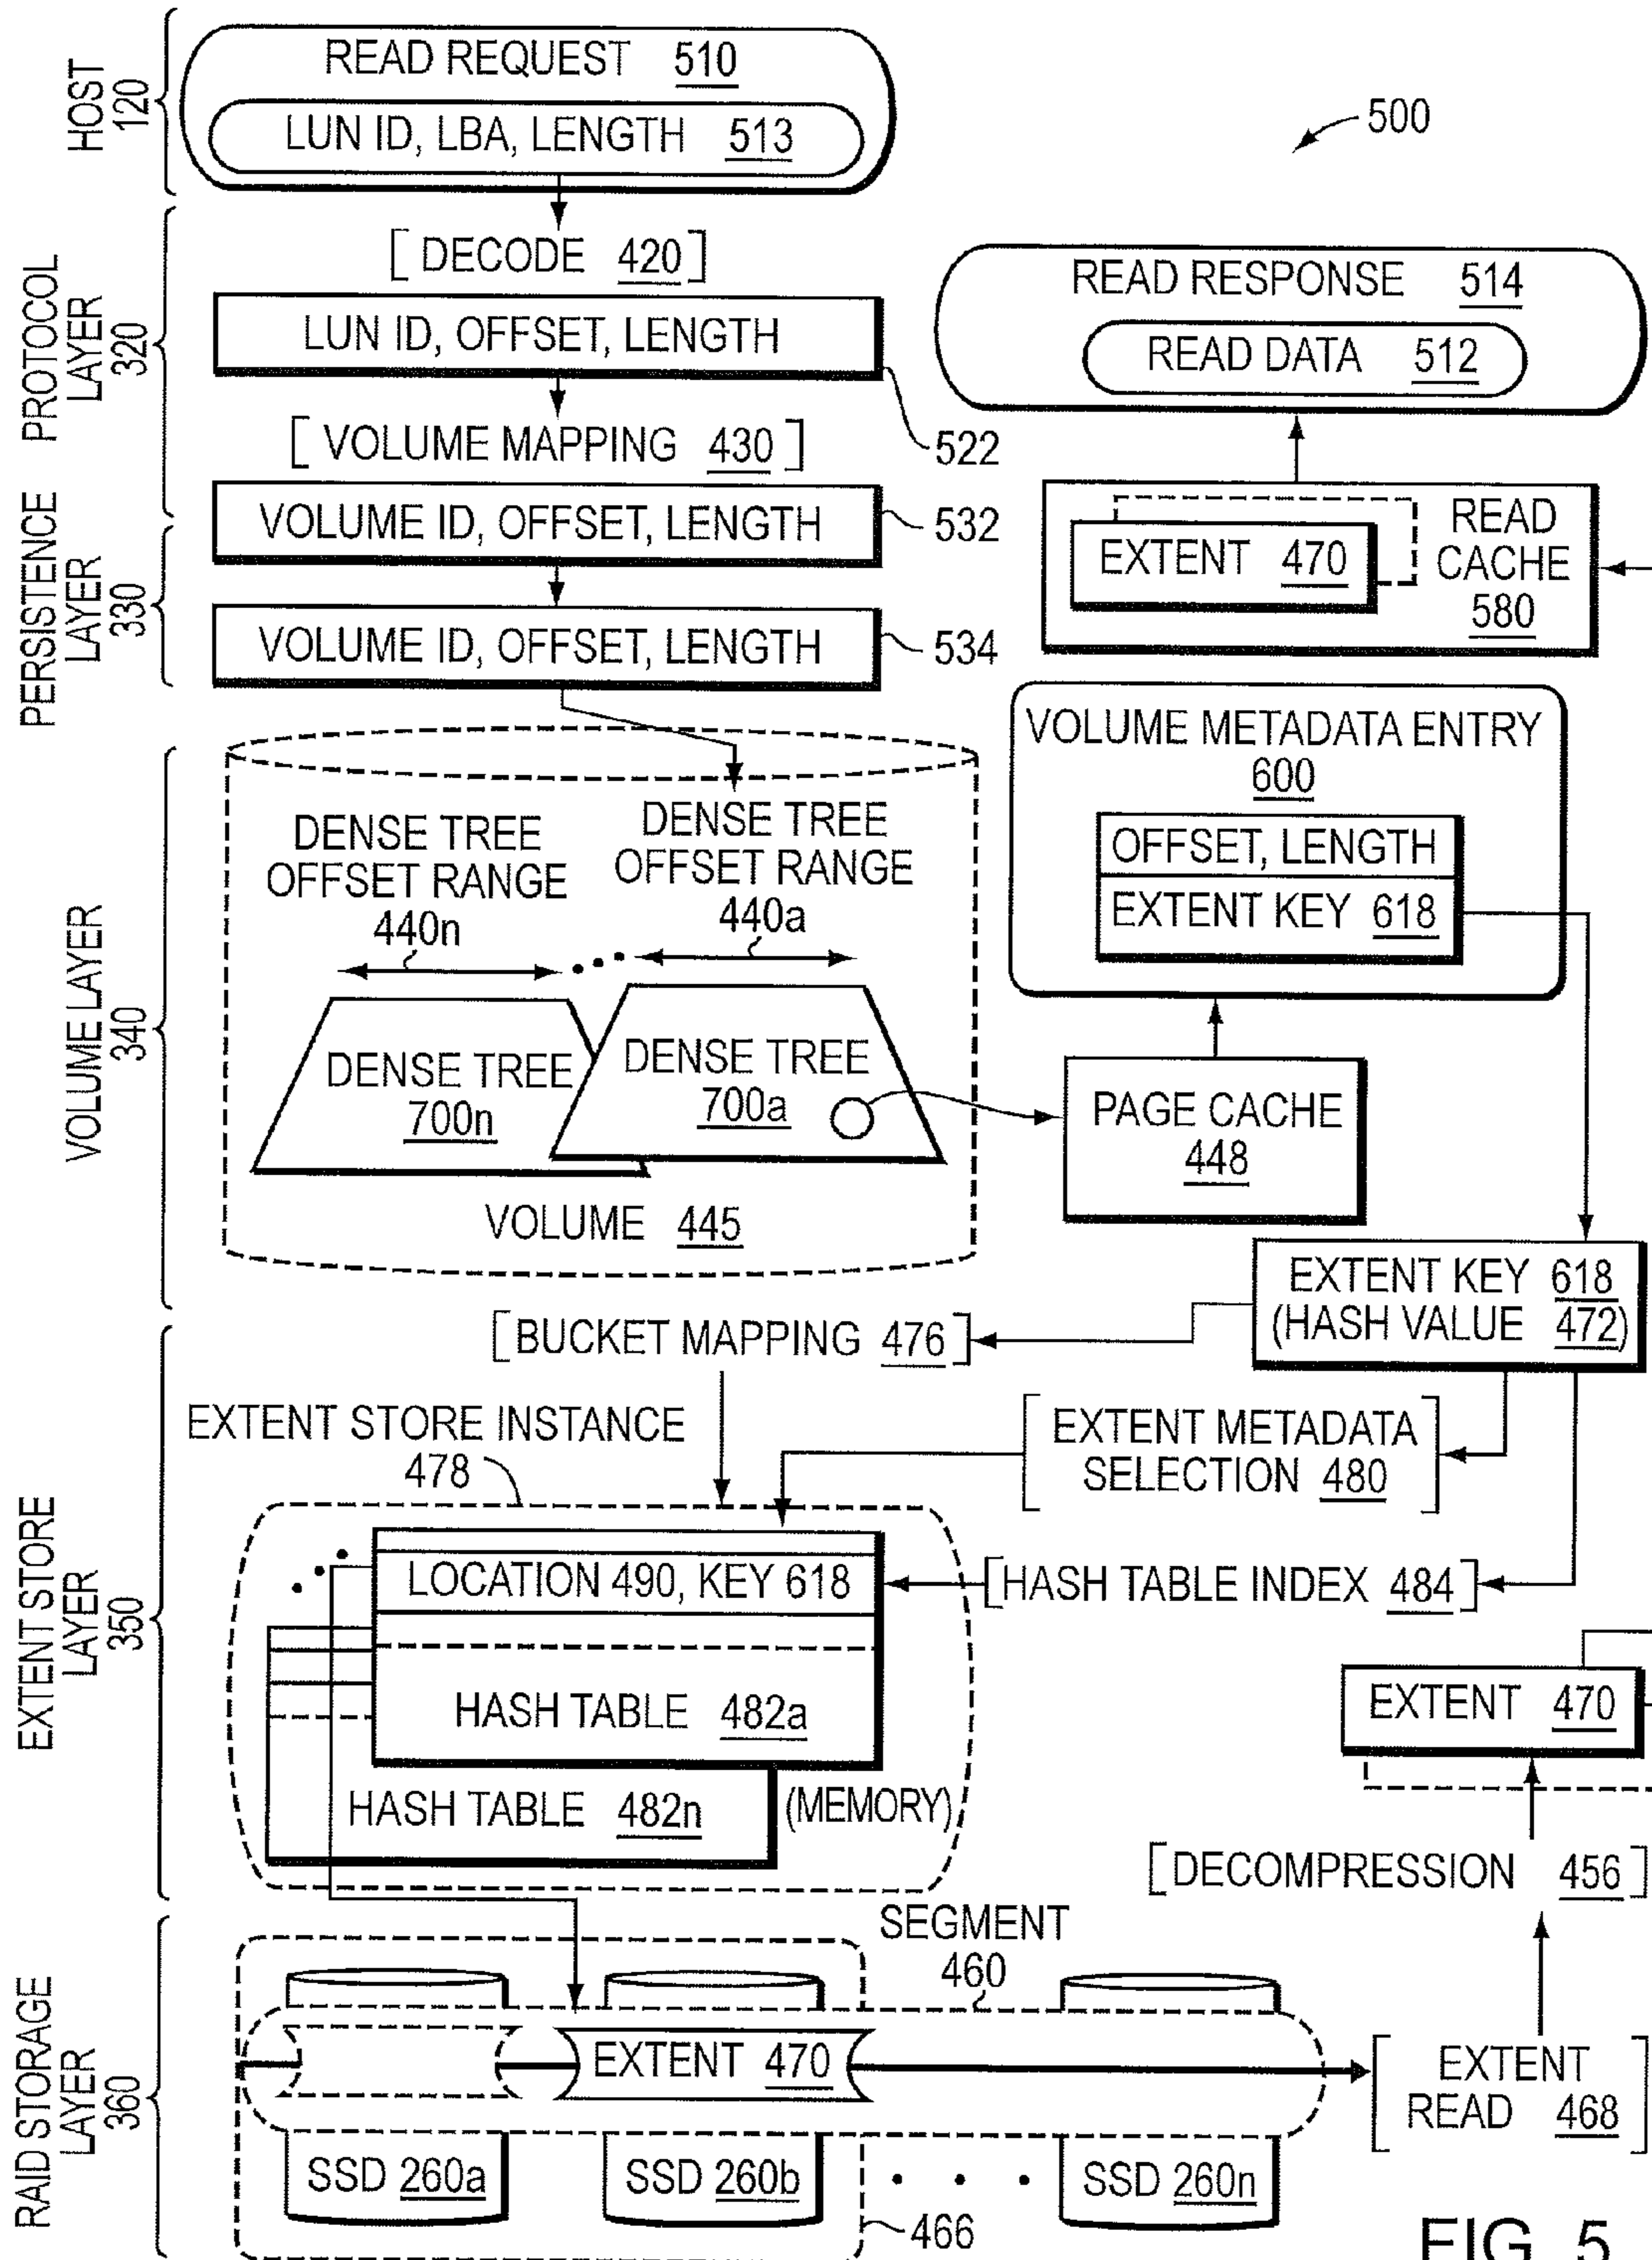 HOST
120
READ REQUEST 510
LUN ID, LBA, LENGTH 513
500
PROTOCOL
LAYER
320
[ DECODE 420 ]
LUN ID, OFFSET, LENGTH
522
[ VOLUME MAPPING 430 ]
READ RESPONSE 514
READ DATA 512
PERSISTENCE
LAYER
330
VOLUME ID, OFFSET, LENGTH
532
VOLUME ID, OFFSET, LENGTH
534
EXTENT 470
READ
CACHE
580
VOLUME LAYER
340
DENSE TREE
OFFSET RANGE
440n
DENSE TREE
OFFSET RANGE
440a
DENSE TREE
700n
DENSE TREE
700a
VOLUME 445
VOLUME METADATA ENTRY
600
OFFSET, LENGTH
EXTENT KEY 618
PAGE CACHE
448
EXTENT KEY 618
(HASH VALUE 472)
EXTENT STORE
LAYER
350
[BUCKET MAPPING 476]
EXTENT STORE INSTANCE
478
[EXTENT METADATA
SELECTION 480]
LOCATION 490, KEY 618
[HASH TABLE INDEX 484]
HASH TABLE 482a
HASH TABLE 482n
(MEMORY)
EXTENT 470
[DECOMPRESSION 456]
RAID STORAGE
LAYER
360
SEGMENT
460
EXTENT 470
[EXTENT
READ 468]
SSD 260a
SSD 260b
. . .
SSD 260n
466
FIG. 5